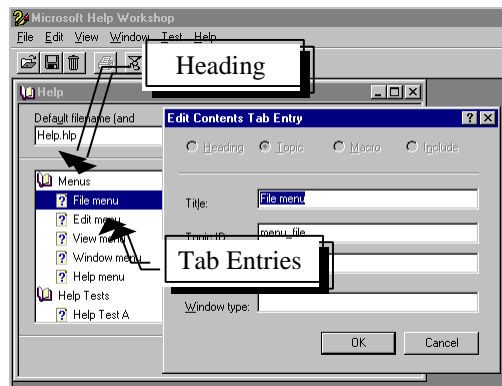 Microsoft Help Workshop
File Edit View Window Test Help
Heading
Help
Default filename (and
Help.hlp
Menus
File menu
Edit menu
View menu
Window menu
Help menu
Help Tests
Help Test A
Edit Contents Tab Entry
Heading Topic Macro Include
Title: File menu
Topic ID: menu_file
Tab Entries
Window type:
OK Cancel